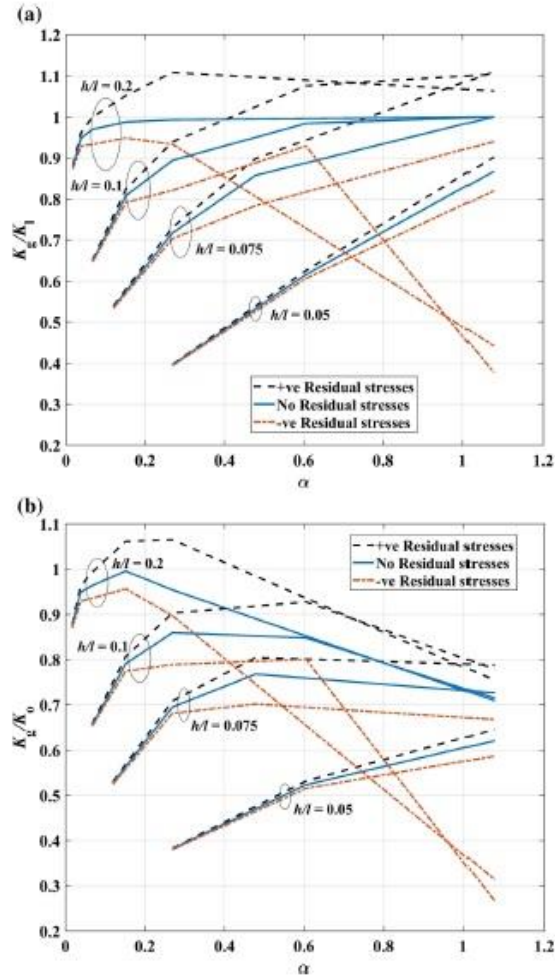 (a)
1.2
1.1
1
0.9
0.8
0.7
0.6
0.5
0.4
0.3
0.2
K_g/K_l
h/l = 0.2
h/l = 0.1
h/l = 0.075
h/l = 0.05
+ve Residual stresses
No Residual stresses
-ve Residual stresses
0 0.2 0.4 0.6 0.8 1 1.2
α
(b)
1.1
1
0.9
0.8
0.7
0.6
0.5
0.4
0.3
0.2
K_g/K_o
+ve Residual stresses
No Residual stresses
-ve Residual stresses
h/l = 0.2
h/l = 0.1
h/l = 0.075
h/l = 0.05
0 0.2 0.4 0.6 0.8 1 1.2
α